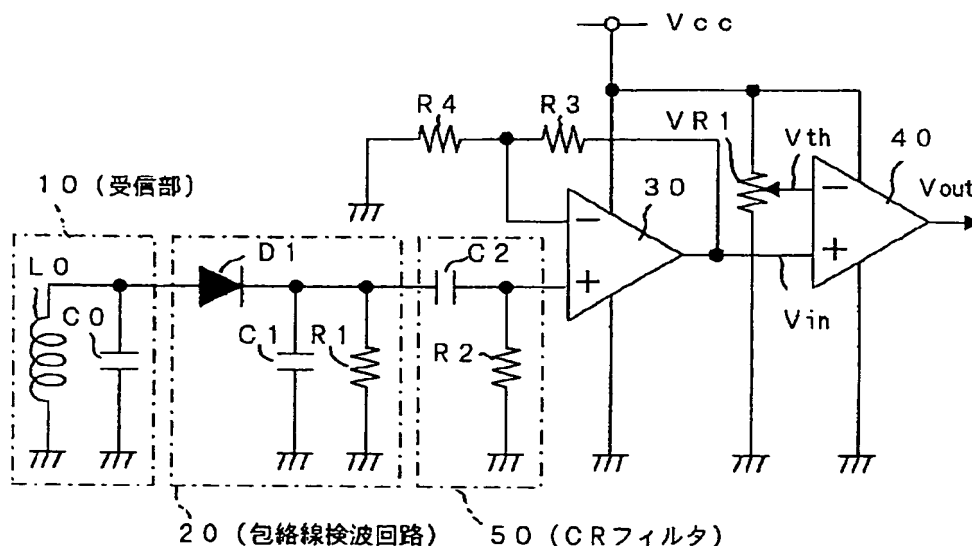 Vcc
R4
R3
VR1
Vth
40
Vout
10(受信部)
30
L0
D1
C2
C0
C1
R1
R2
Vin
−
+
−
+
20(包絡線検波回路)
50(CRフィルタ)